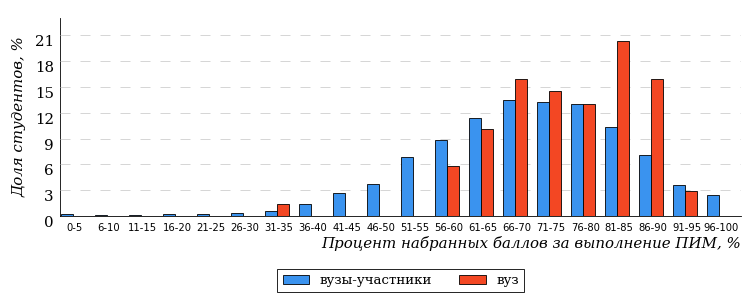 Доля студентов, %
21
18
15
12
9
6
3
0
0-5 6-10 11-15 16-20 21-25 26-30 31-35 36-40 41-45 46-50 51-55 56-60 61-65 66-70 71-75 76-80 81-85 86-90 91-95 96-100
Процент набранных баллов за выполнение ПИМ, %
вузы-участники вуз